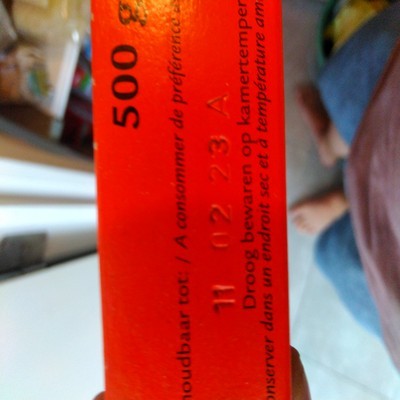 500 g
houdbaar tot: / A consommer de préférence
11 02 23 A
Droog bewaren op kamertemper
onserver dans un endroit sec et à température am